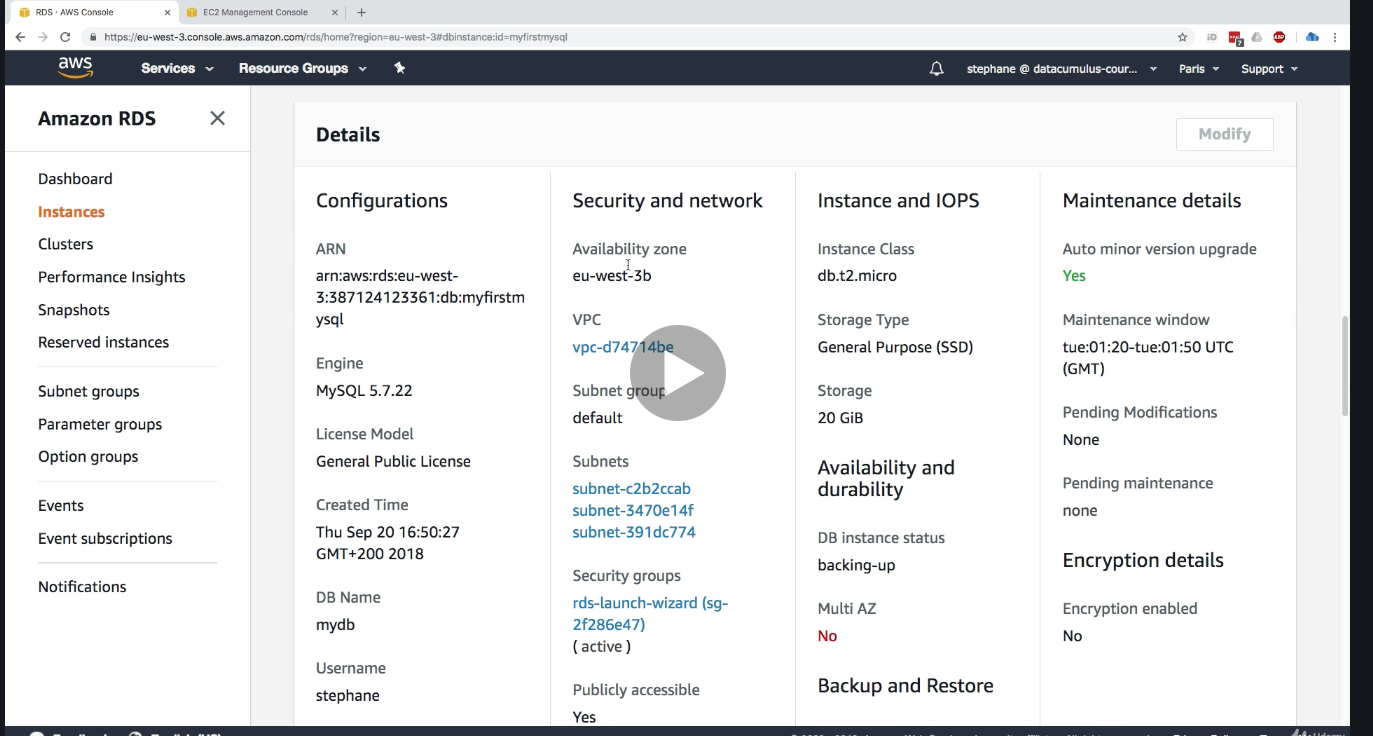 RDS · AWS Console
EC2 Management Console
https://eu-west-3.console.aws.amazon.com/rds/home?region=eu-west-3#dbinstance:id=myfirstmysql
aws
Services
Resource Groups
stephane @ datacumulus-cour...
Paris
Support
Amazon RDS
Dashboard
Instances
Clusters
Performance Insights
Snapshots
Reserved instances
Subnet groups
Parameter groups
Option groups
Events
Event subscriptions
Notifications
Details
Modify
Configurations
ARN
arn:aws:rds:eu-west-
3:387124123361:db:myfirstm
ysql
Engine
MySQL 5.7.22
License Model
General Public License
Created Time
Thu Sep 20 16:50:27
GMT+200 2018
DB Name
mydb
Username
stephane
Security and network
Availability zone
eu-west-3b
VPC
vpc-d74714be
Subnet group
default
Subnets
subnet-c2b2ccab
subnet-3470e14f
subnet-391dc774
Security groups
rds-launch-wizard (sg-
2f286e47)
( active )
Publicly accessible
Yes
Instance and IOPS
Instance Class
db.t2.micro
Storage Type
General Purpose (SSD)
Storage
20 GiB
Availability and
durability
DB instance status
backing-up
Multi AZ
No
Backup and Restore
Maintenance details
Auto minor version upgrade
Yes
Maintenance window
tue:01:20-tue:01:50 UTC
(GMT)
Pending Modifications
None
Pending maintenance
none
Encryption details
Encryption enabled
No